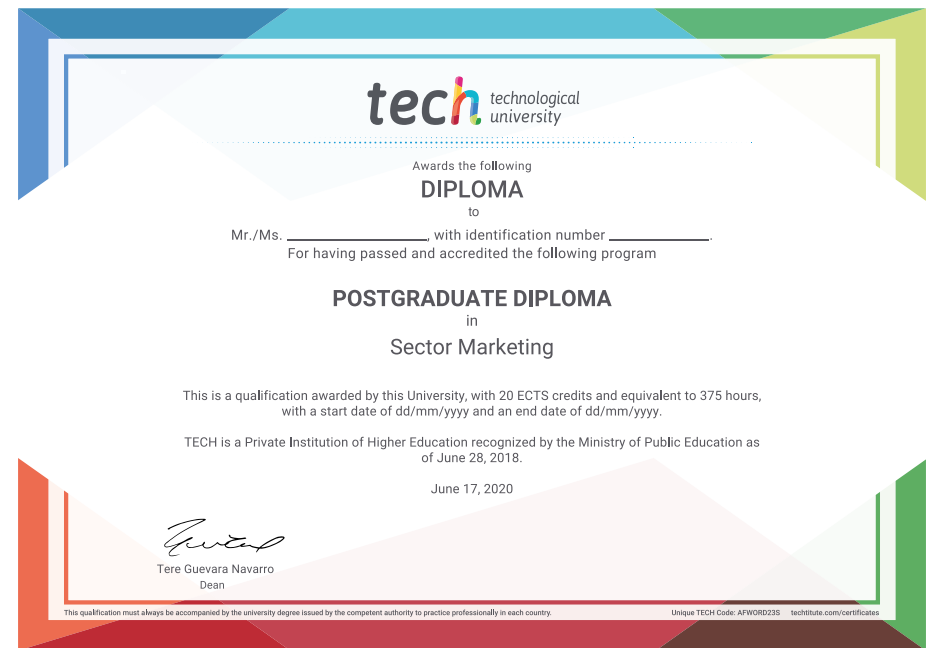 tech technological
university
Awards the following
DIPLOMA
to
Mr./Ms. ____________________, with identification number ______________.
For having passed and accredited the following program
POSTGRADUATE DIPLOMA
in
Sector Marketing
This is a qualification awarded by this University, with 20 ECTS credits and equivalent to 375 hours,
with a start date of dd/mm/yyyy and an end date of dd/mm/yyyy.
TECH is a Private Institution of Higher Education recognized by the Ministry of Public Education as
of June 28, 2018.
June 17, 2020
Tere Guevara Navarro
Dean
This qualification must always be accompanied by the university degree issued by the competent authority to practice professionally in each country.
Unique TECH Code: AFWORD23S techtitute.com/certificates